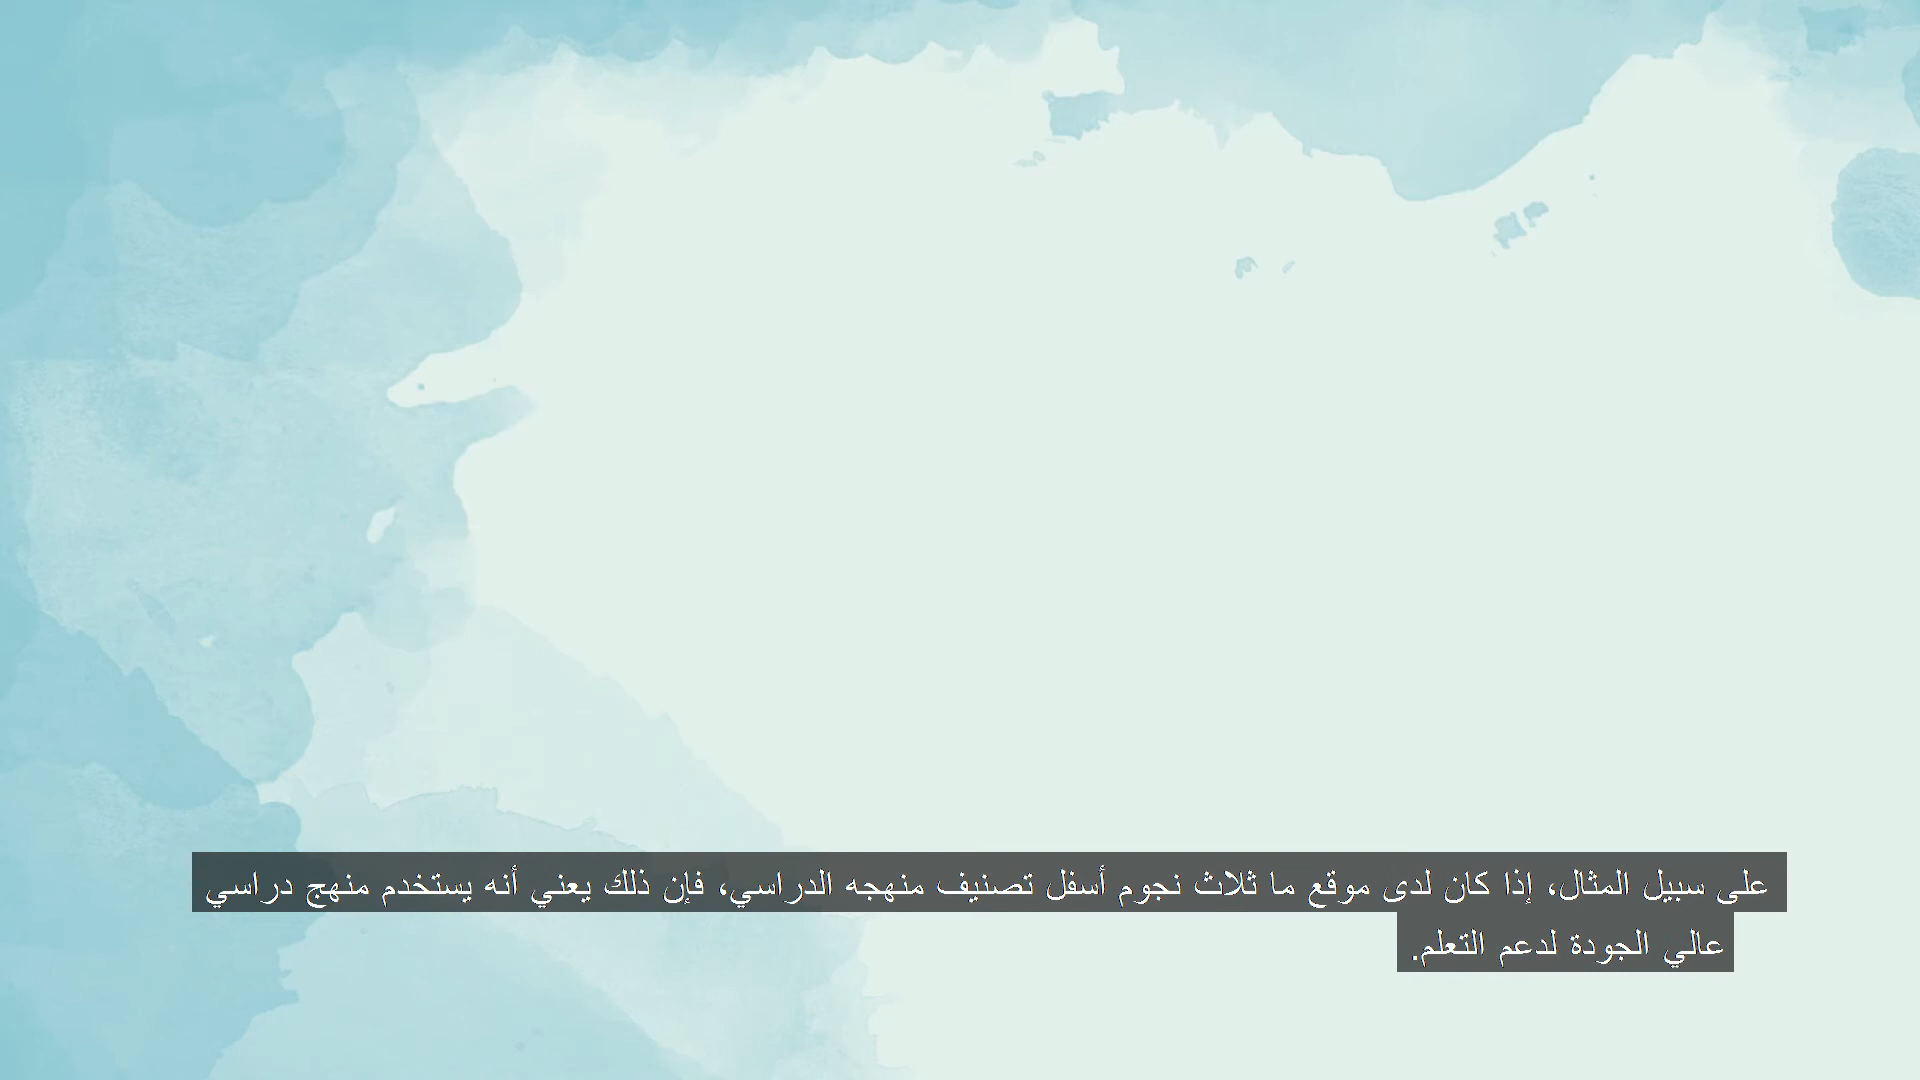 على سبيل المثال، إذا كان لدى موقع ما ثلاث نجوم أسفل تصنيف منهجه الدراسي، فإن ذلك يعني أنه يستخدم منهج دراسي
عالي الجودة لدعم التعلم.